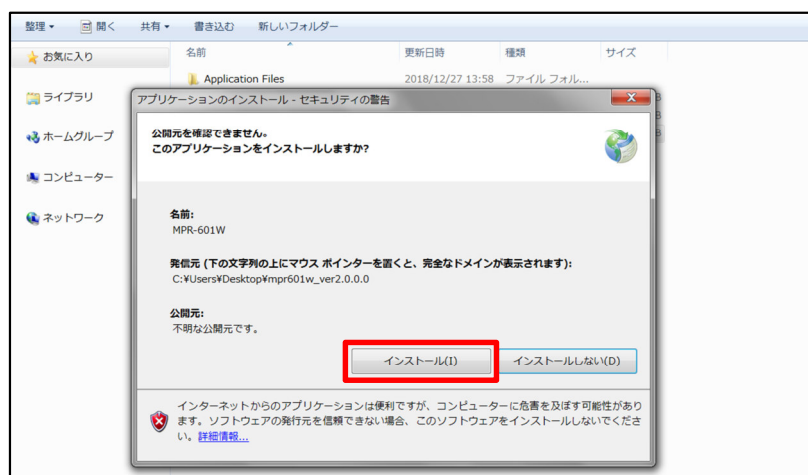 整理 開く 共有 書き込む 新しいフォルダー
お気に入り
名前 更新日時 種類 サイズ
Application Files 2018/12/27 13:58 ファイル フォル...
ライブラリ
ホームグループ
コンピューター
ネットワーク
アプリケーションのインストール - セキュリティの警告
公開元を確認できません。
このアプリケーションをインストールしますか?
名前:
MPR-601W
発信元 (下の文字列の上にマウス ポインターを置くと、完全なドメインが表示されます):
C:¥Users¥Desktop¥mpr601w_ver2.0.0.0
公開元:
不明な公開元です。
インストール(I) インストールしない(D)
インターネットからのアプリケーションは便利ですが、コンピューターに危害を及ぼす可能性があり
ます。ソフトウェアの発行元を信頼できない場合、このソフトウェアをインストールしないでくださ
い。 詳細情報...